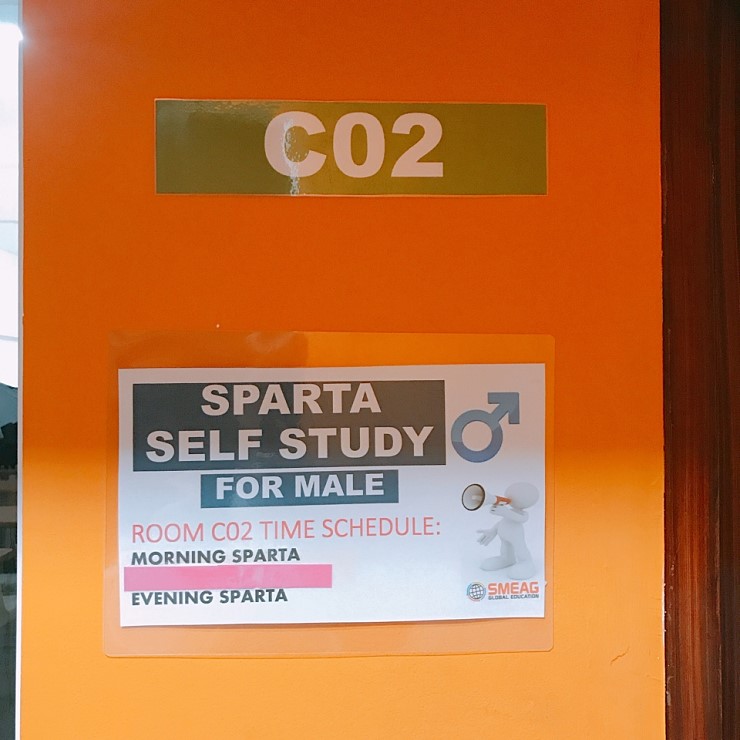 C02
SPARTA
SELF STUDY
FOR MALE
ROOM C02 TIME SCHEDULE:
MORNING SPARTA
EVENING SPARTA
SMEAG
GLOBAL EDUCATION